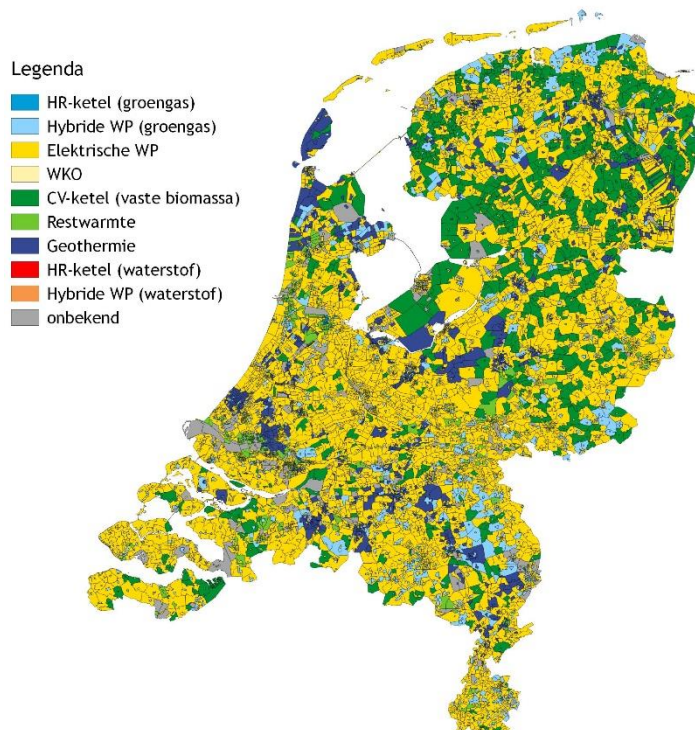 Legenda
HR-ketel (groengas)
Hybride WP (groengas)
Elektrische WP
WKO
CV-ketel (vaste biomassa)
Restwarmte
Geothermie
HR-ketel (waterstof)
Hybride WP (waterstof)
onbekend